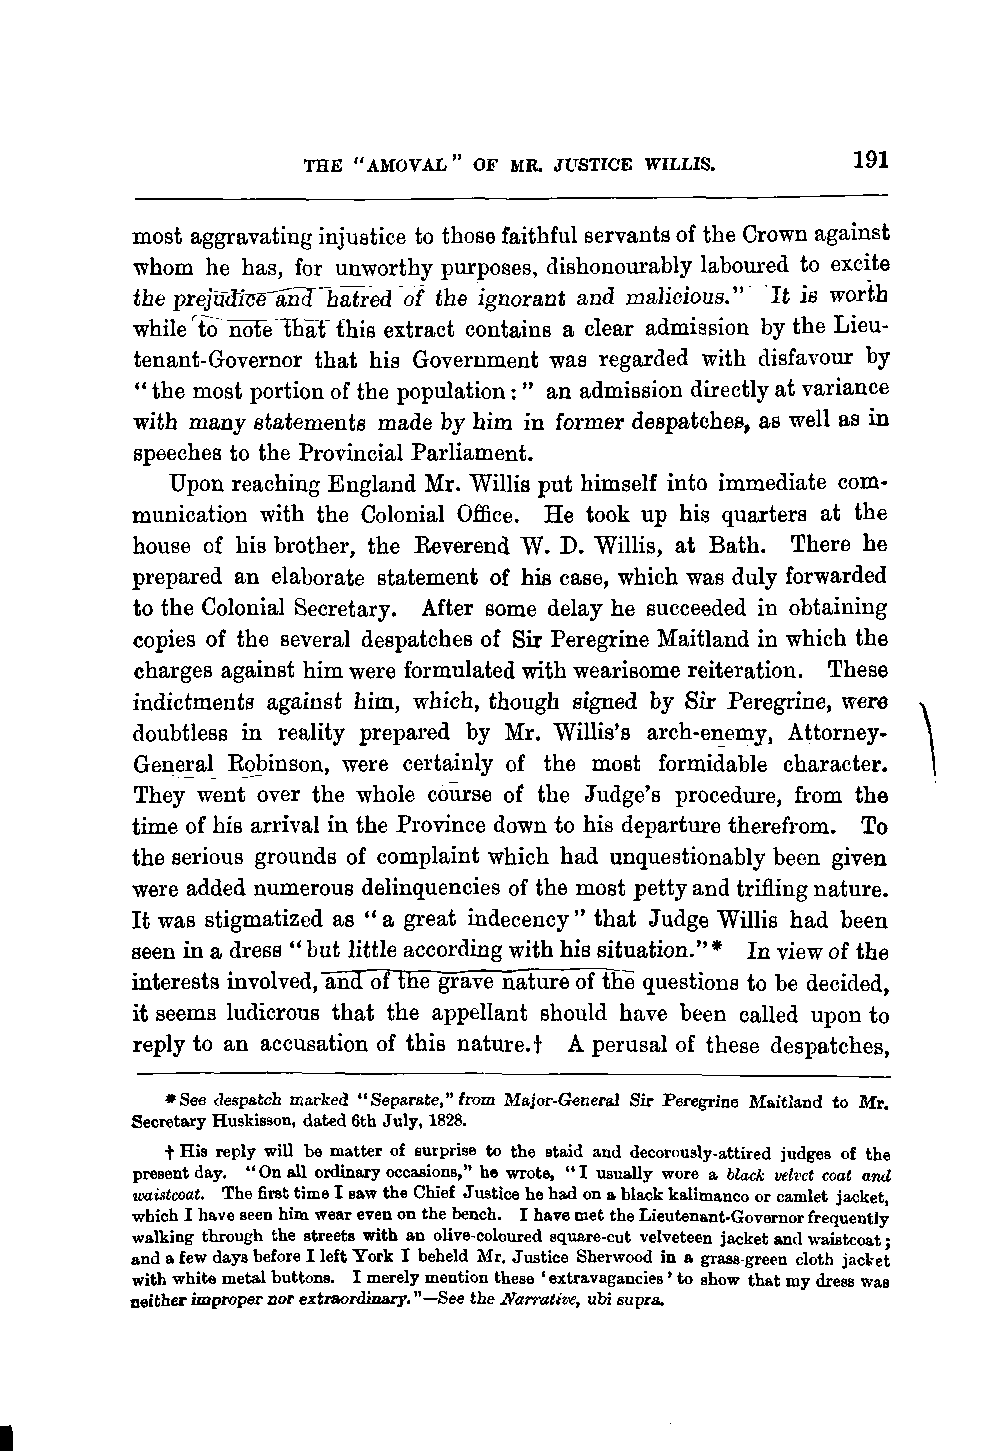 THE "AMOVAL" OF MR. JUSTICE WILLIS. 191
most aggravating injustice to those faithful servants of the Crown against
whom he has, for unworthy purposes, dishonourably laboured to excite
the prejudice and hatred of the ignorant and malicious." It is worth
while to note that this extract contains a clear admission by the Lieu-
tenant-Governor that his Government was regarded with disfavour by
"the most portion of the population:" an admission directly at variance
with many statements made by him in former despatches, as well as in
speeches to the Provincial Parliament.
Upon reaching England Mr. Willis put himself into immediate com-
munication with the Colonial Office. He took up his quarters at the
house of his brother, the Reverend W. D. Willis, at Bath. There he
prepared an elaborate statement of his case, which was duly forwarded
to the Colonial Secretary. After some delay he succeeded in obtaining
copies of the several despatches of Sir Peregrine Maitland in which the
charges against him were formulated with wearisome reiteration. These
indictments against him, which, though signed by Sir Peregrine, were
doubtless in reality prepared by Mr. Willis's arch-enemy, Attorney-
General Robinson, were certainly of the most formidable character.
They went over the whole course of the Judge's procedure, from the
time of his arrival in the Province down to his departure therefrom. To
the serious grounds of complaint which had unquestionably been given
were added numerous delinquencies of the most petty and trifling nature.
It was stigmatized as "a great indecency" that Judge Willis had been
seen in a dress "but little according with his situation."* In view of the
interests involved, and of the grave nature of the questions to be decided,
it seems ludicrous that the appellant should have been called upon to
reply to an accusation of this nature.† A perusal of these despatches,
* See despatch marked "Separate," from Major-General Sir Peregrine Maitland to Mr.
Secretary Huskisson, dated 6th July, 1828.
† His reply will be matter of surprise to the staid and decorously-attired judges of the
present day. "On all ordinary occasions," he wrote, "I usually wore a black velvet coat and
waistcoat. The first time I saw the Chief Justice he had on a black kalimanco or camlet jacket,
which I have seen him wear even on the bench. I have met the Lieutenant-Governor frequently
walking through the streets with an olive-coloured square-cut velveteen jacket and waistcoat;
and a few days before I left York I beheld Mr. Justice Sherwood in a grass-green cloth jacket
with white metal buttons. I merely mention these 'extravagancies' to show that my dress was
neither improper nor extraordinary."—See the Narrative, ubi supra.